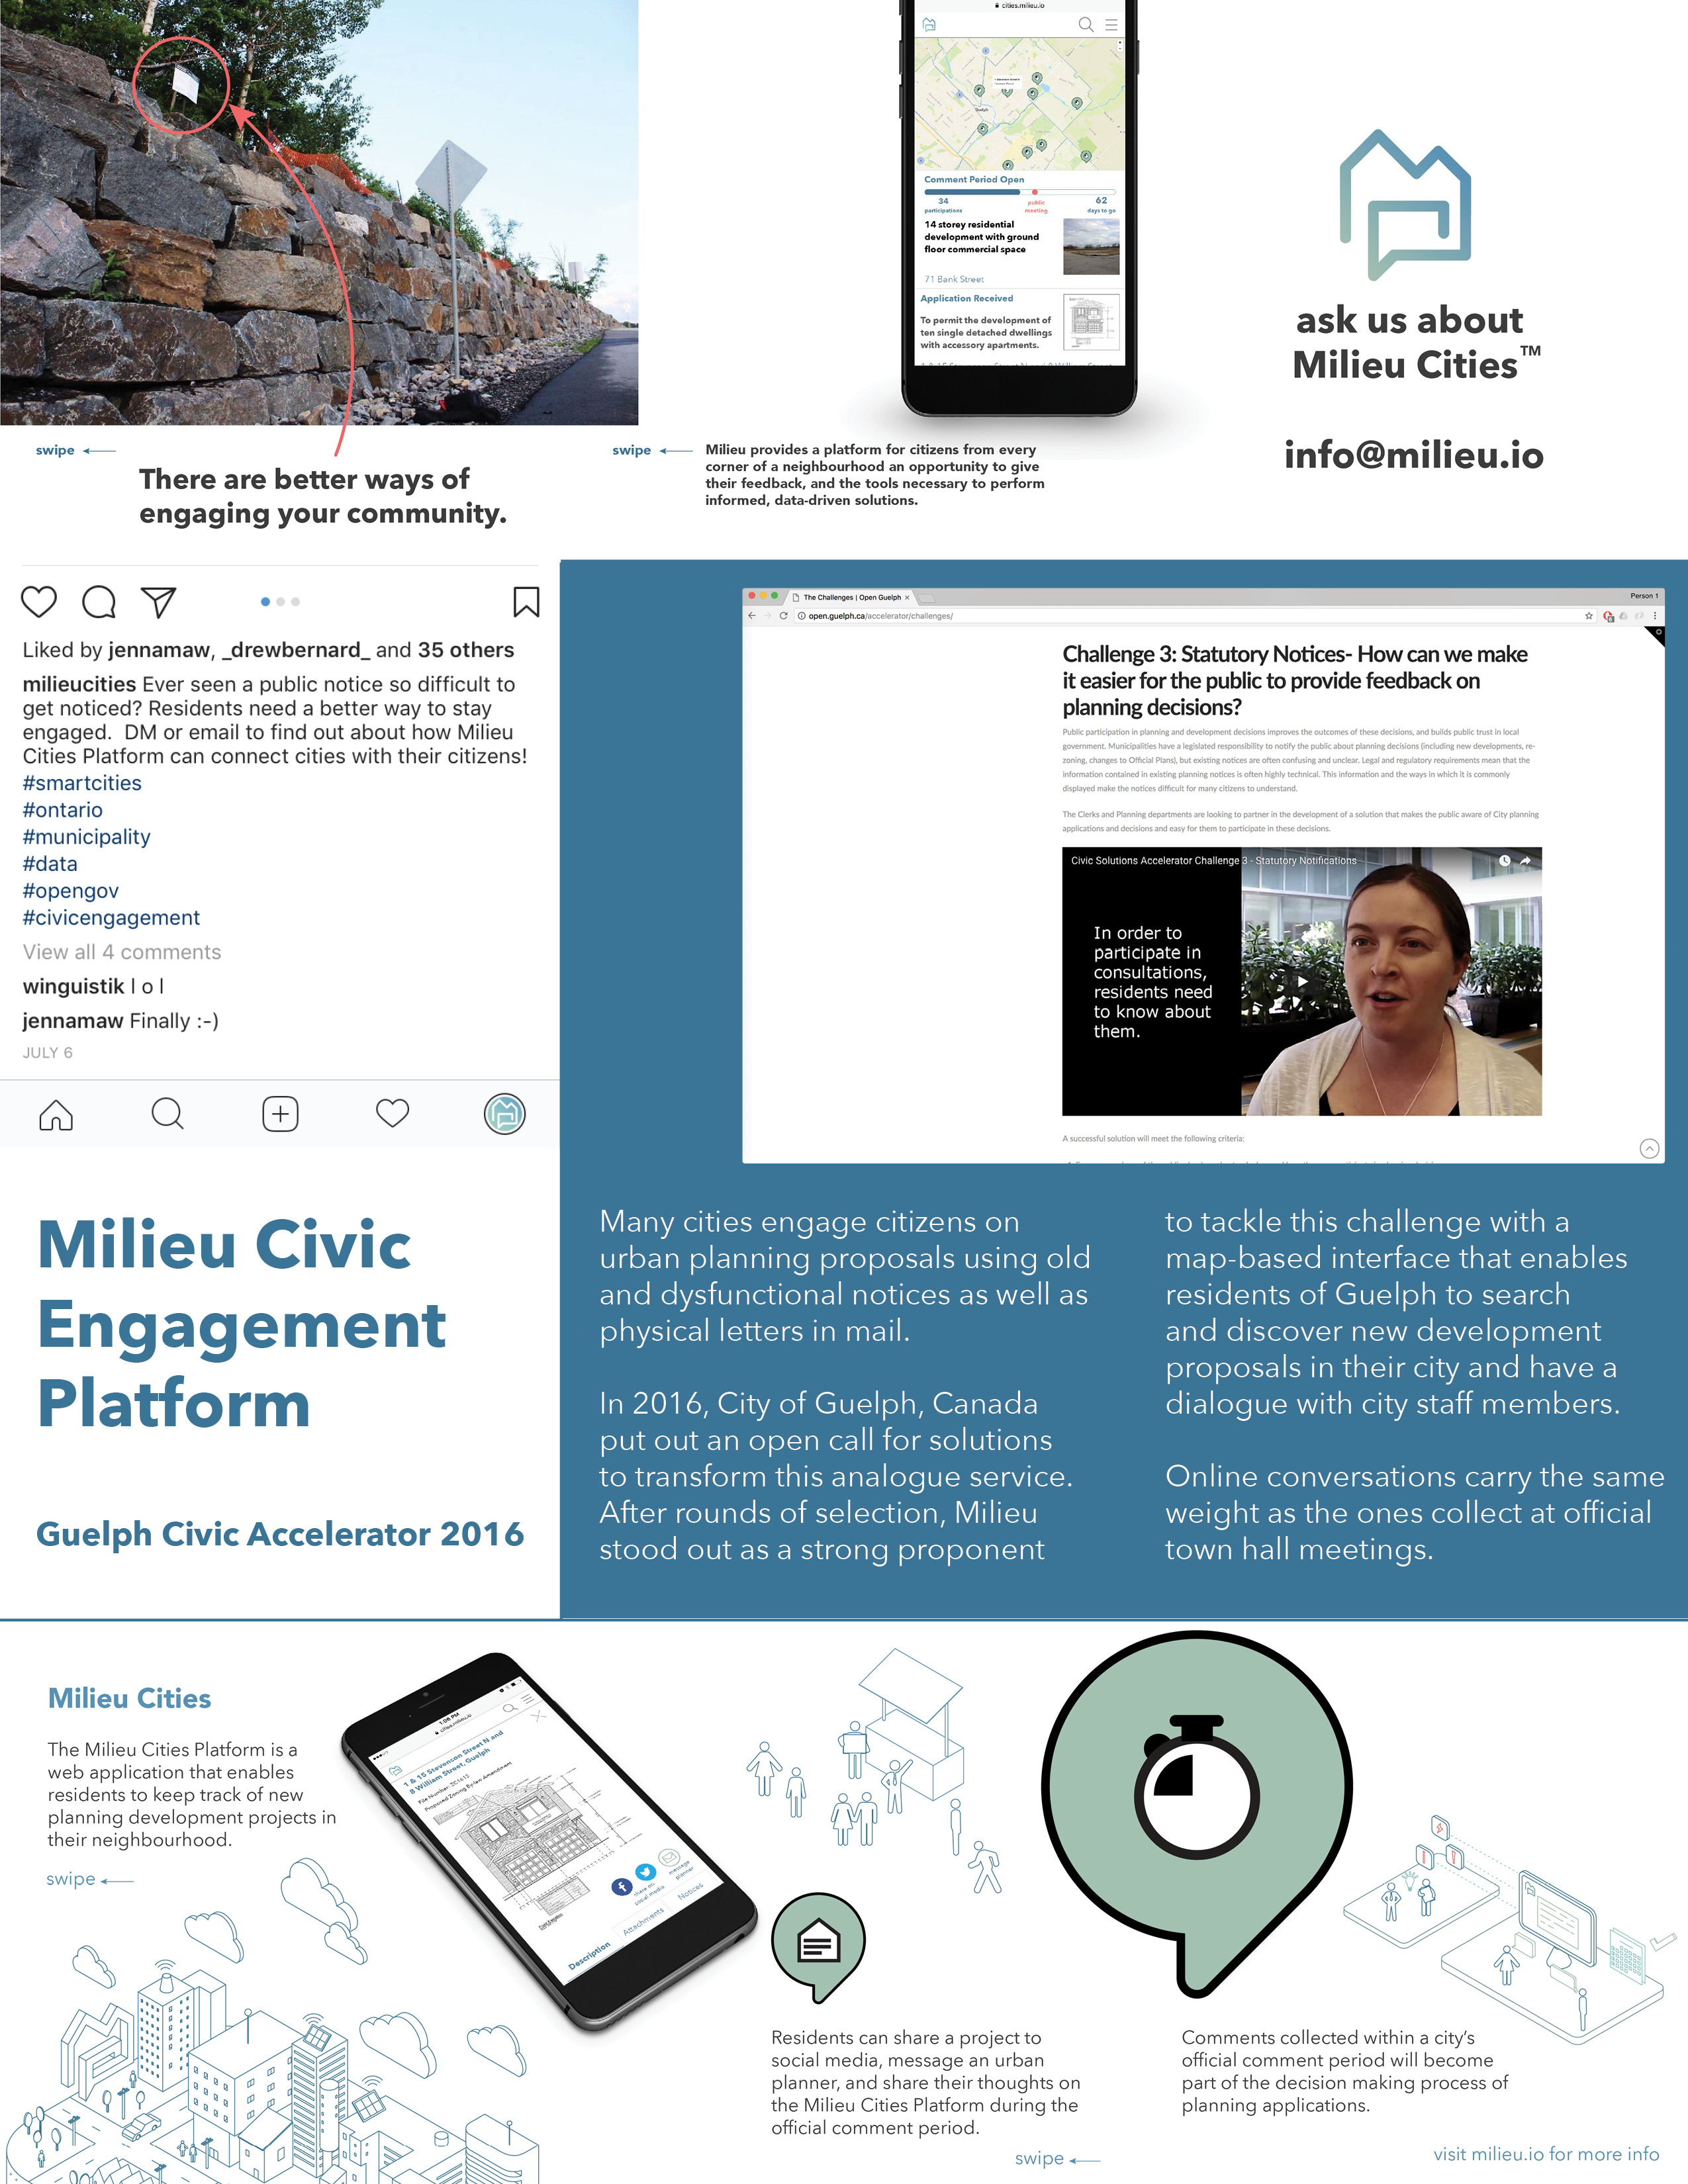 cities.milieu.io
Guelph
Comment Period Open
34
participations
public
meeting
62
days to go
14 storey residential
development with ground
floor commercial space
71 Bank Street
Application Received
To permit the development of
ten single detached dwellings
with accessory apartments.
ask us about
Milieu Cities™
info@milieu.io
swipe ←
There are better ways of
engaging your community.
swipe ←
Milieu provides a platform for citizens from every
corner of a neighbourhood an opportunity to give
their feedback, and the tools necessary to perform
informed, data-driven solutions.
Liked by jennamaw, _drewbernard_ and 35 others
milieucities Ever seen a public notice so difficult to
get noticed? Residents need a better way to stay
engaged.  DM or email to find out about how Milieu
Cities Platform can connect cities with their citizens!
#smartcities
#ontario
#municipality
#data
#opengov
#civicengagement
View all 4 comments
winguistik l o l
jennamaw Finally :-)
JULY 6
The Challenges | Open Guelph
Person 1
open.guelph.ca/accelerator/challenges/
Challenge 3: Statutory Notices- How can we make
it easier for the public to provide feedback on
planning decisions?
Public participation in planning and development decisions improves the outcomes of these decisions, and builds public trust in local
government. Municipalities have a legislated responsibility to notify the public about planning decisions (including new developments, re-
zoning, changes to Official Plans), but existing notices are often confusing and unclear. Legal and regulatory requirements mean that the
information contained in existing planning notices is often highly technical. This information and the ways in which it is commonly
displayed make the notices difficult for many citizens to understand.
The Clerks and Planning departments are looking to partner in the development of a solution that makes the public aware of City planning
applications and decisions and easy for them to participate in these decisions.
Civic Solutions Accelerator Challenge 3 - Statutory Notifications
In order to
participate in
consultations,
residents need
to know about
them.
A successful solution will meet the following criteria:
Milieu Civic
Engagement
Platform
Guelph Civic Accelerator 2016
Many cities engage citizens on
urban planning proposals using old
and dysfunctional notices as well as
physical letters in mail.
In 2016, City of Guelph, Canada
put out an open call for solutions
to transform this analogue service.
After rounds of selection, Milieu
stood out as a strong proponent
to tackle this challenge with a
map-based interface that enables
residents of Guelph to search
and discover new development
proposals in their city and have a
dialogue with city staff members.
Online conversations carry the same
weight as the ones collect at official
town hall meetings.
Milieu Cities
The Milieu Cities Platform is a
web application that enables
residents to keep track of new
planning development projects in
their neighbourhood.
swipe ←
1:08 PM
cities.milieu.io
1 & 15 Stevenson Street N and
8 William Street, Guelph
File Number: ZC1612
Proposed Zoning By-law Amendment
share on
social media
message
planner
Description
Attachments
Notices
Residents can share a project to
social media, message an urban
planner, and share their thoughts on
the Milieu Cities Platform during the
official comment period.
swipe ←
Comments collected within a city's
official comment period will become
part of the decision making process of
planning applications.
visit milieu.io for more info